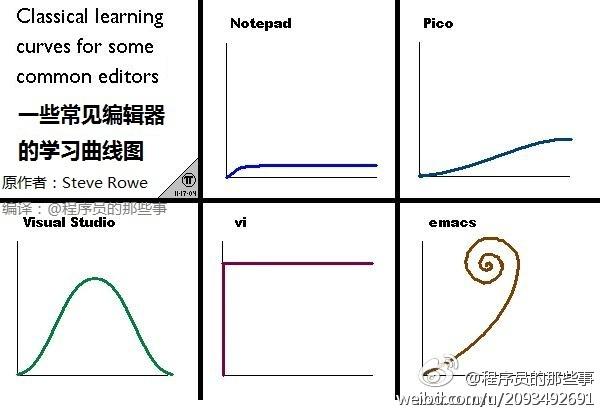 Classical learning
curves for some
common editors
一些常见编辑器
的学习曲线图
原作者：Steve Rowe
11-17-04
编译：@程序员的那些事
Notepad
Pico
Visual Studio
vi
emacs
@程序员的那些事
weibo.com/u/2093492691